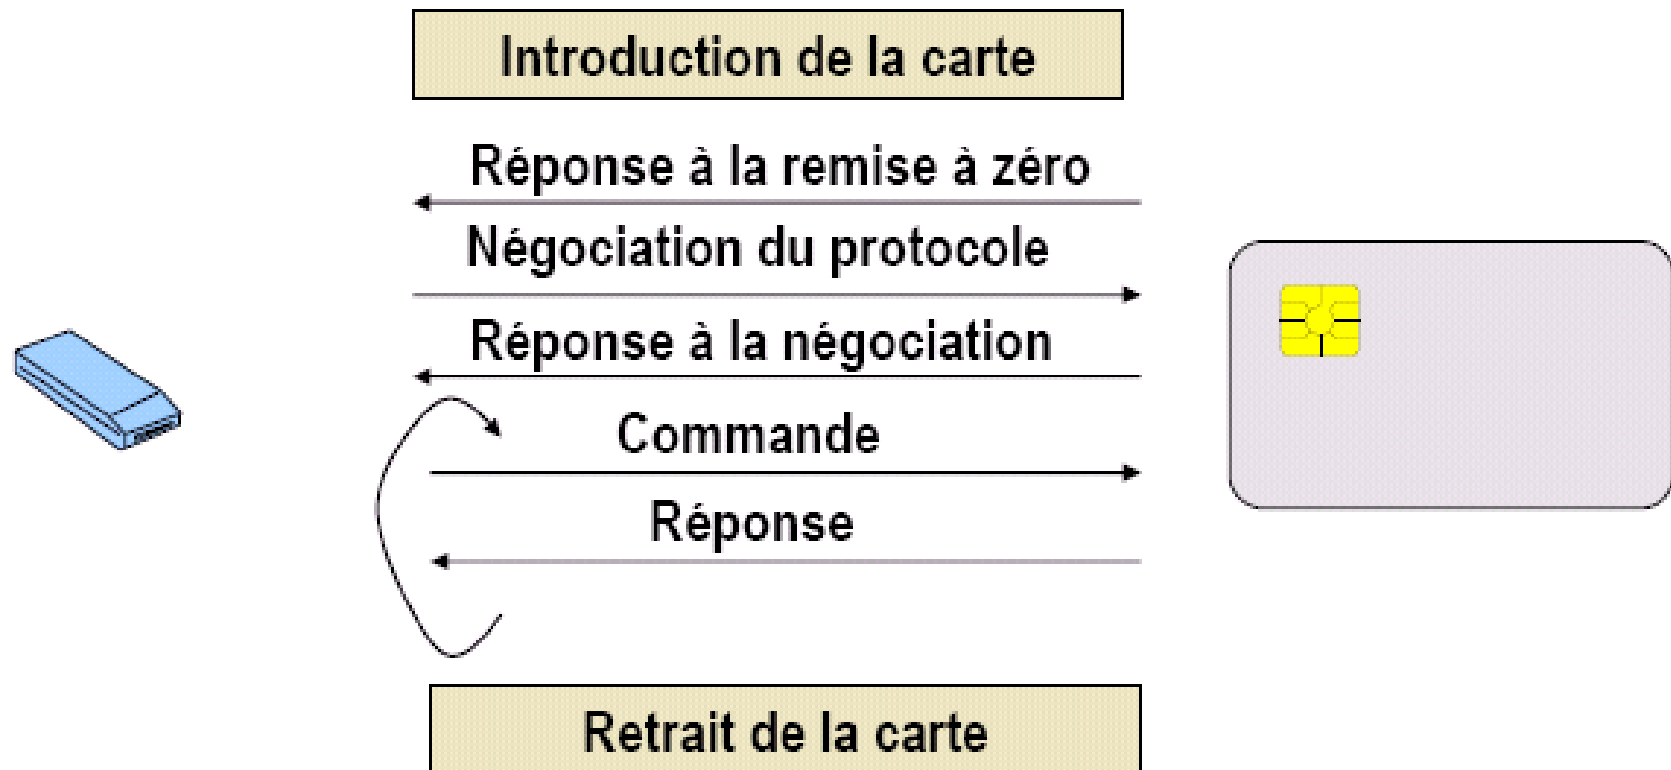 Introduction de la carte
Réponse à la remise à zéro
Négociation du protocole
Réponse à la négociation
Commande
Réponse
Retrait de la carte